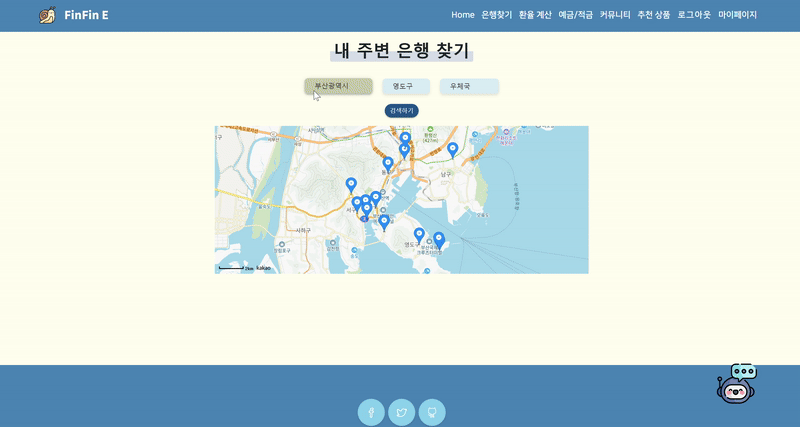 FinFin E
Home 은행찾기 환율 계산 예금/적금 커뮤니티 추천 상품 로그아웃 마이페이지
내 주변 은행 찾기
부산광역시 영도구 우체국
검색하기
남구
서구
사하구
영도구
2km kakao